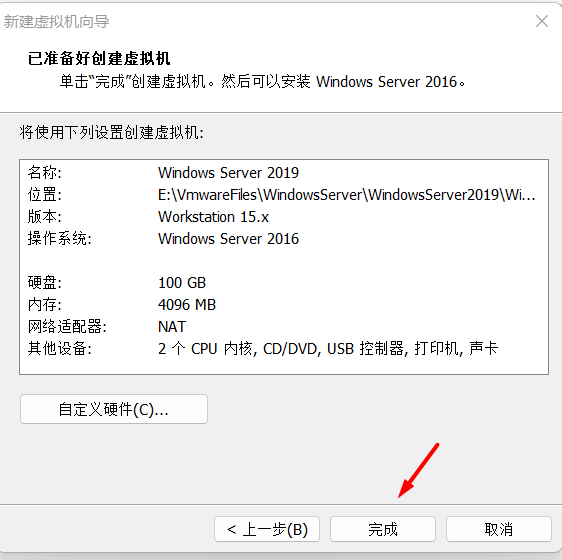 新建虚拟机向导
已准备好创建虚拟机
单击“完成”创建虚拟机。然后可以安装 Windows Server 2016。
将使用下列设置创建虚拟机:
名称: Windows Server 2019
位置: E:\VmwareFiles\WindowsServer\WindowsServer2019\Wi...
版本: Workstation 15.x
操作系统: Windows Server 2016
硬盘: 100 GB
内存: 4096 MB
网络适配器: NAT
其他设备: 2 个 CPU 内核, CD/DVD, USB 控制器, 打印机, 声卡
自定义硬件(C)...
< 上一步(B) 完成 取消